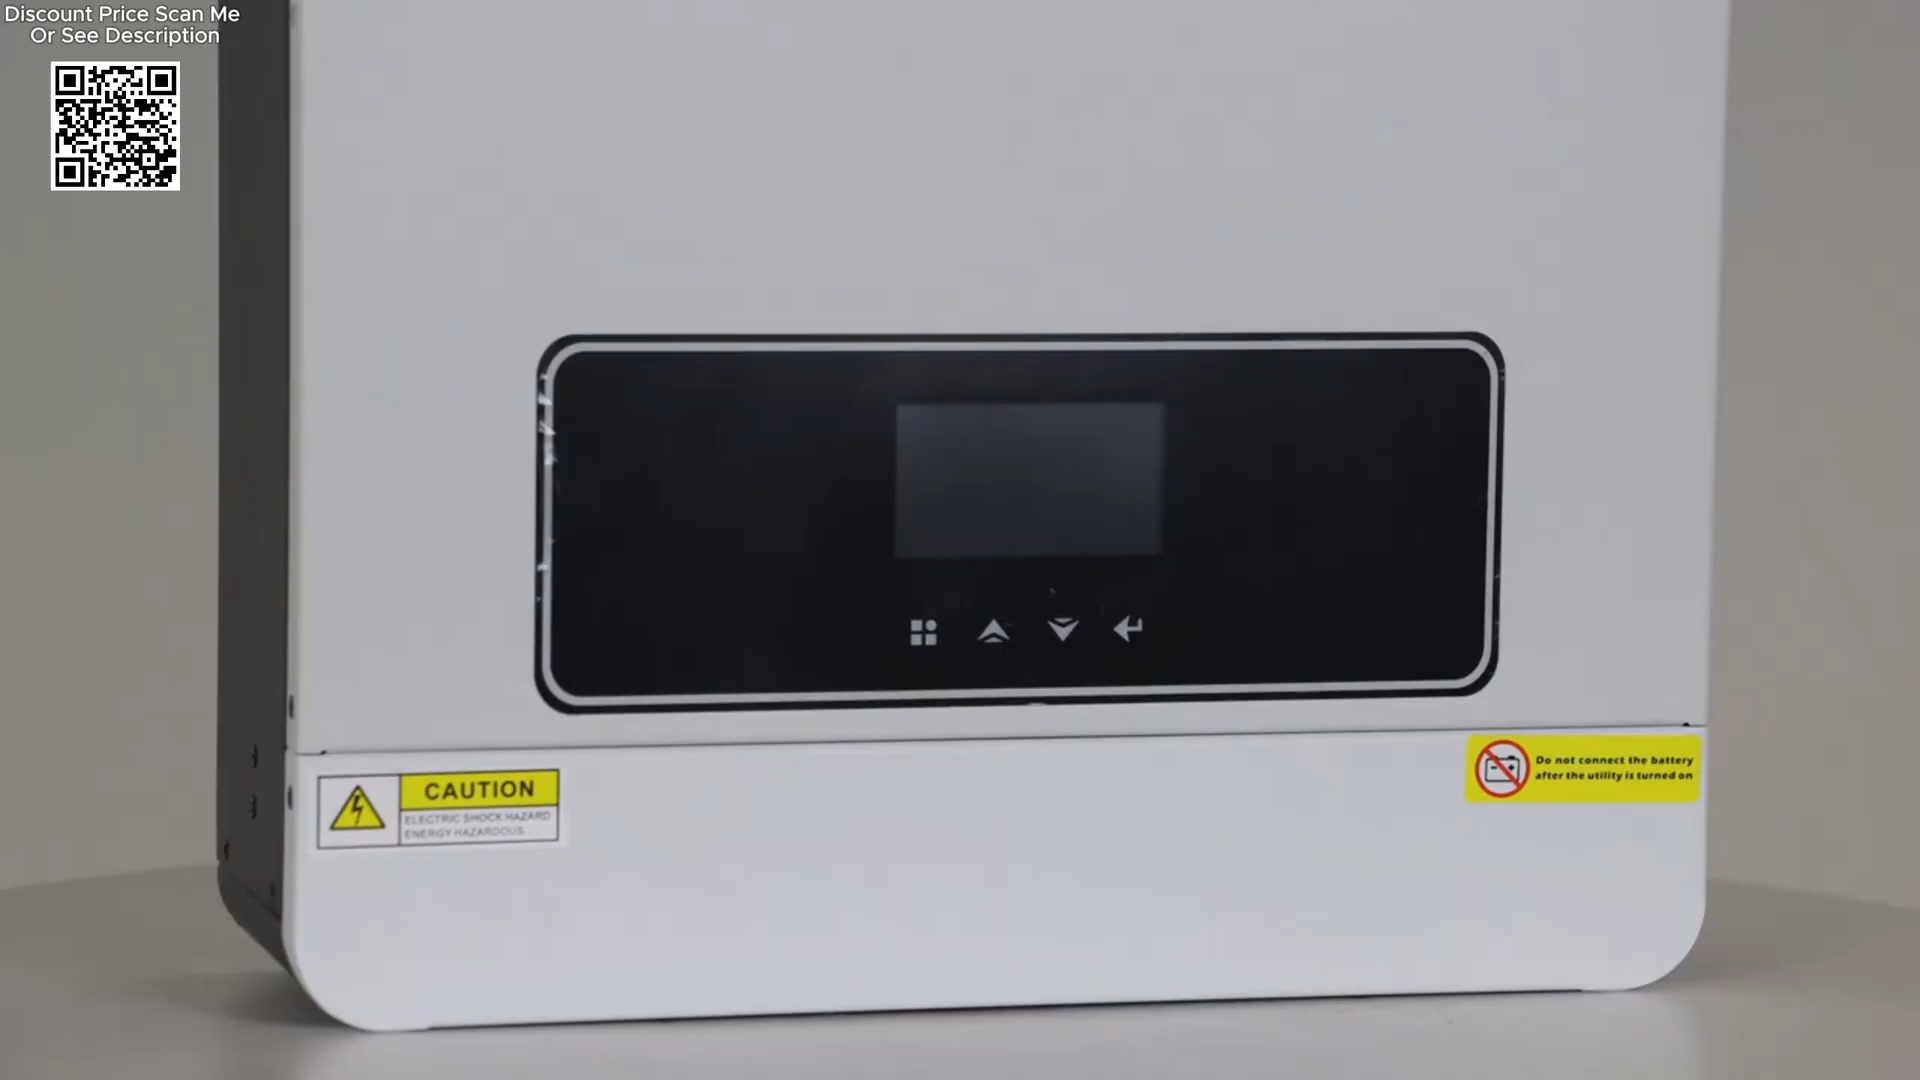 Discount Price Scan Me
Or See Description
CAUTION
ELECTRIC SHOCK HAZARD
ENERGY HAZARDOUS
Do not connect the battery
after the utility is turned on